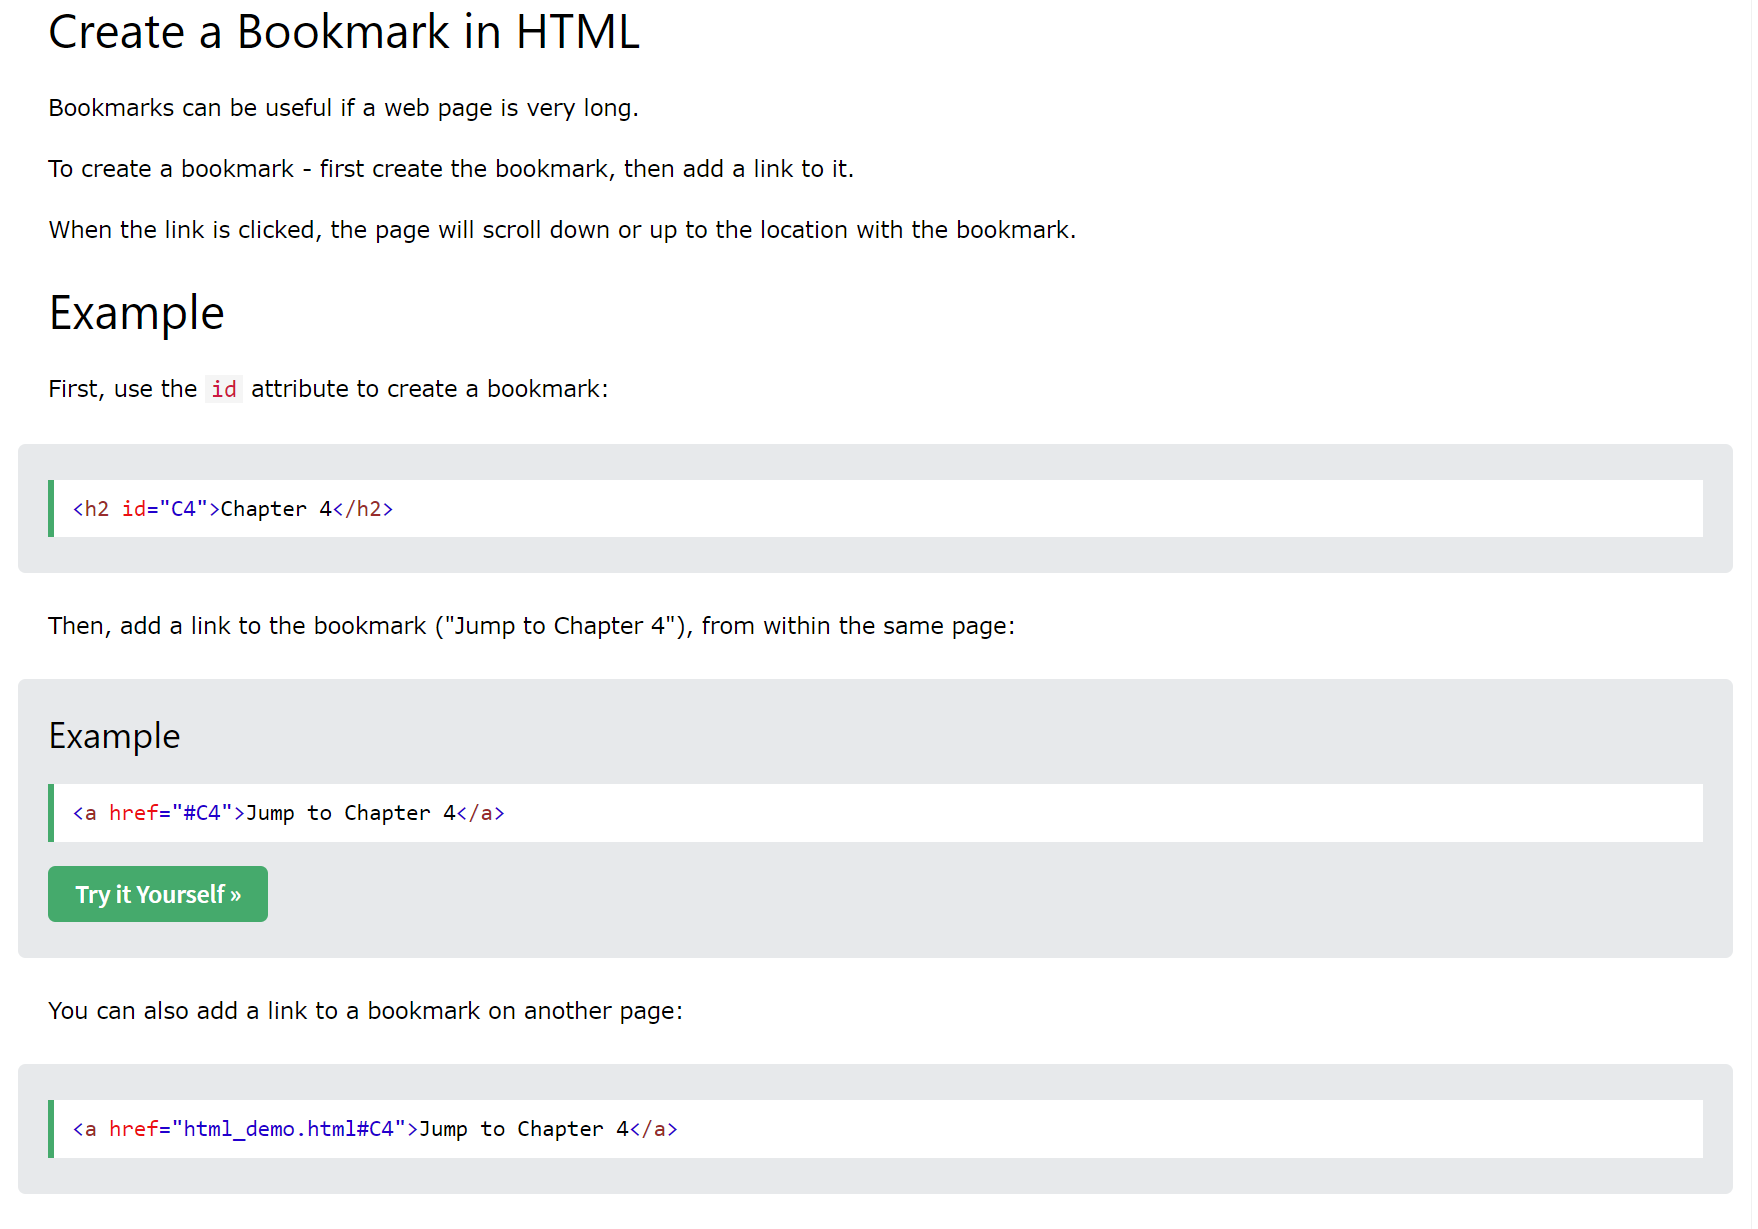 Create a Bookmark in HTML
Bookmarks can be useful if a web page is very long.
To create a bookmark - first create the bookmark, then add a link to it.
When the link is clicked, the page will scroll down or up to the location with the bookmark.
Example
First, use the id attribute to create a bookmark:
<h2 id="C4">Chapter 4</h2>
Then, add a link to the bookmark ("Jump to Chapter 4"), from within the same page:
Example
<a href="#C4">Jump to Chapter 4</a>
Try it Yourself »
You can also add a link to a bookmark on another page:
<a href="html_demo.html#C4">Jump to Chapter 4</a>